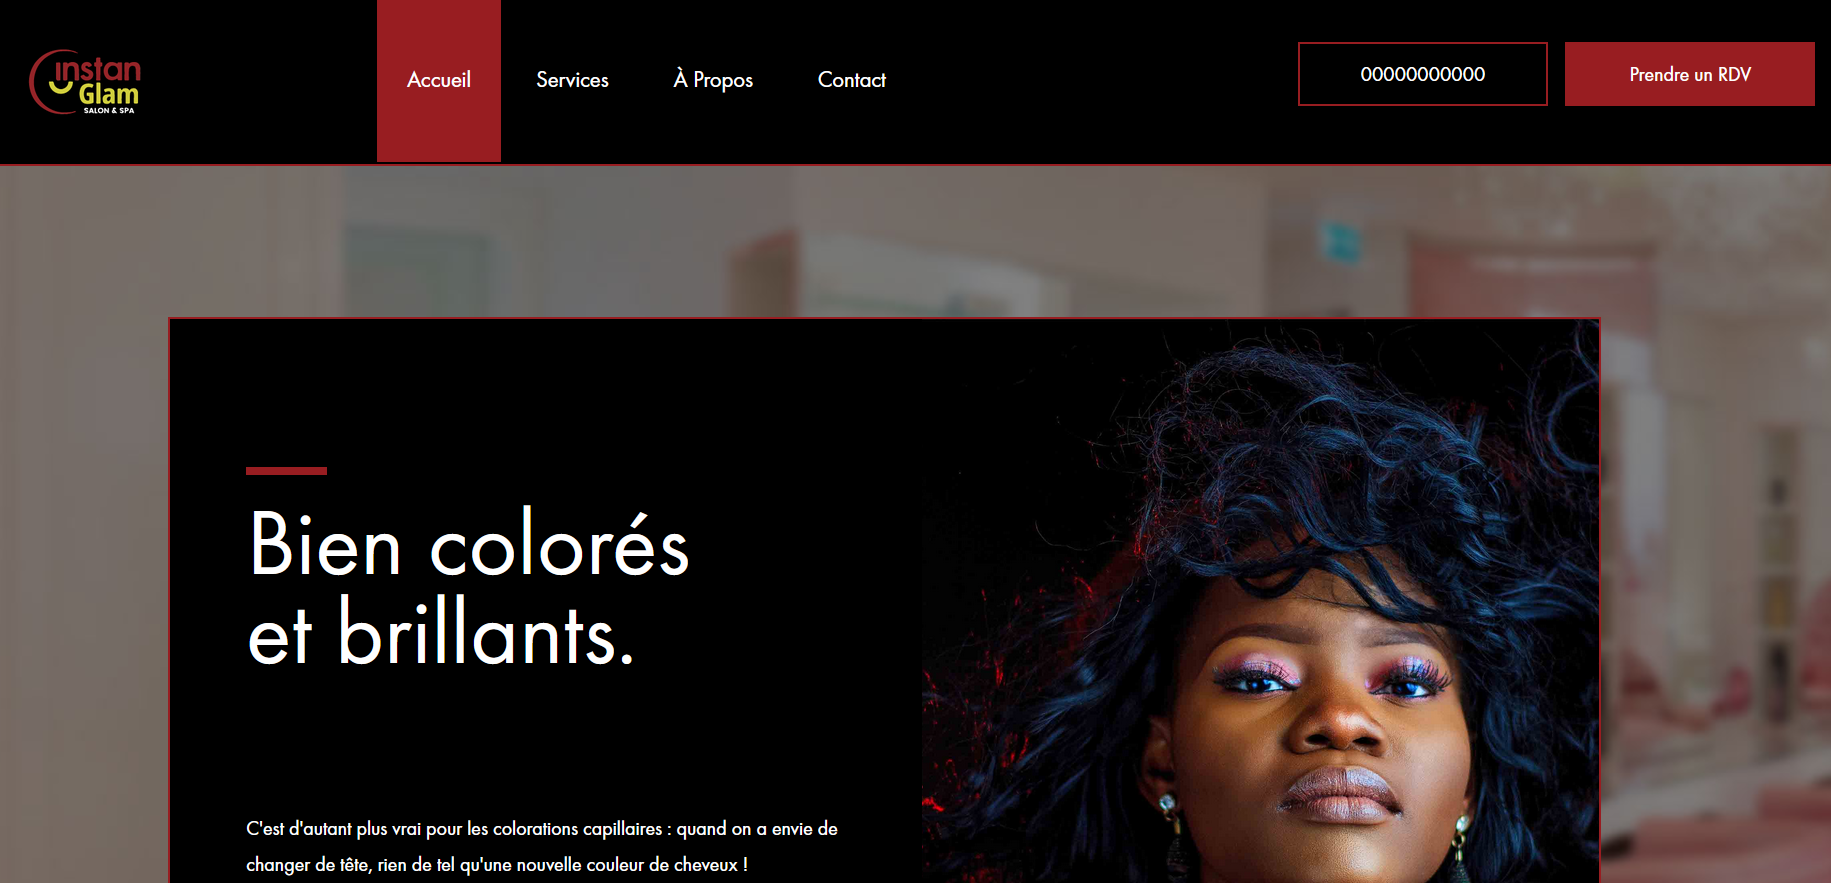 instan
Glam
SALON & SPA
Accueil
Services
À Propos
Contact
00000000000
Prendre un RDV
Bien colorés
et brillants.
C'est d'autant plus vrai pour les colorations capillaires : quand on a envie de
changer de tête, rien de tel qu'une nouvelle couleur de cheveux !